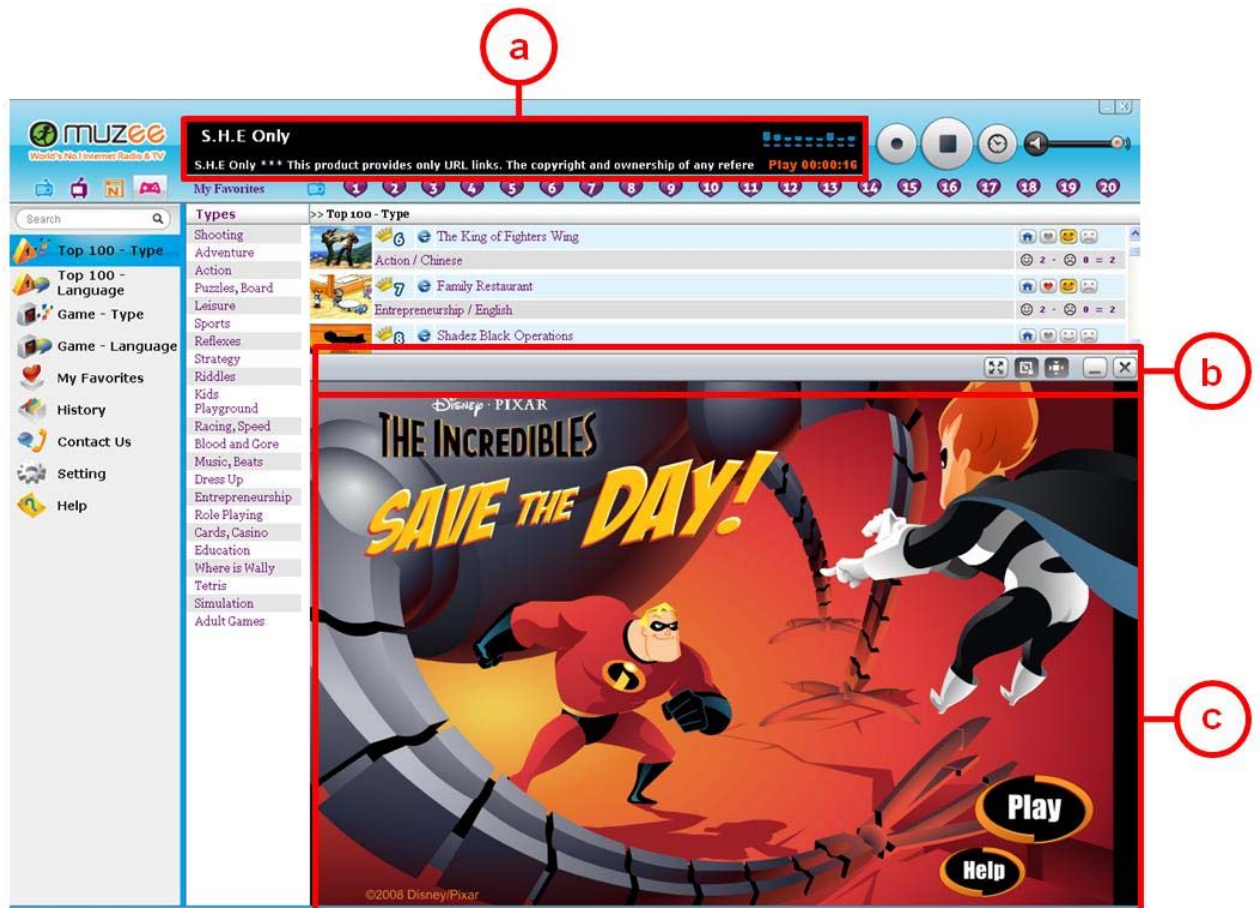 a
muzee
World's No.1 Internet Radio & TV
S.H.E Only
S.H.E Only *** This product provides only URL links. The copyright and ownership of any refere Play 00:00:16
N
My Favorites 1 2 3 4 5 6 7 8 9 10 11 12 13 14 15 16 17 18 19 20
Search
Top 100 - Type
Top 100 -
Language
Game - Type
Game - Language
My Favorites
History
Contact Us
Setting
Help
Types
Shooting
Adventure
Action
Puzzles, Board
Leisure
Sports
Reflexes
Strategy
Riddles
Kids
Playground
Racing, Speed
Blood and Gore
Music, Beats
Dress Up
Entrepreneurship
Role Playing
Cards, Casino
Education
Where is Wally
Tetris
Simulation
Adult Games
>> Top 100 - Type
6 The King of Fighters Wing
Action / Chinese 2 - 0 = 2
7 Family Restaurant
Entrepreneurship / English 2 - 0 = 2
8 Shadez Black Operations
b
DISNEY · PIXAR
THE INCREDIBLES
SAVE THE DAY!
c
Play
Help
©2008 Disney/Pixar